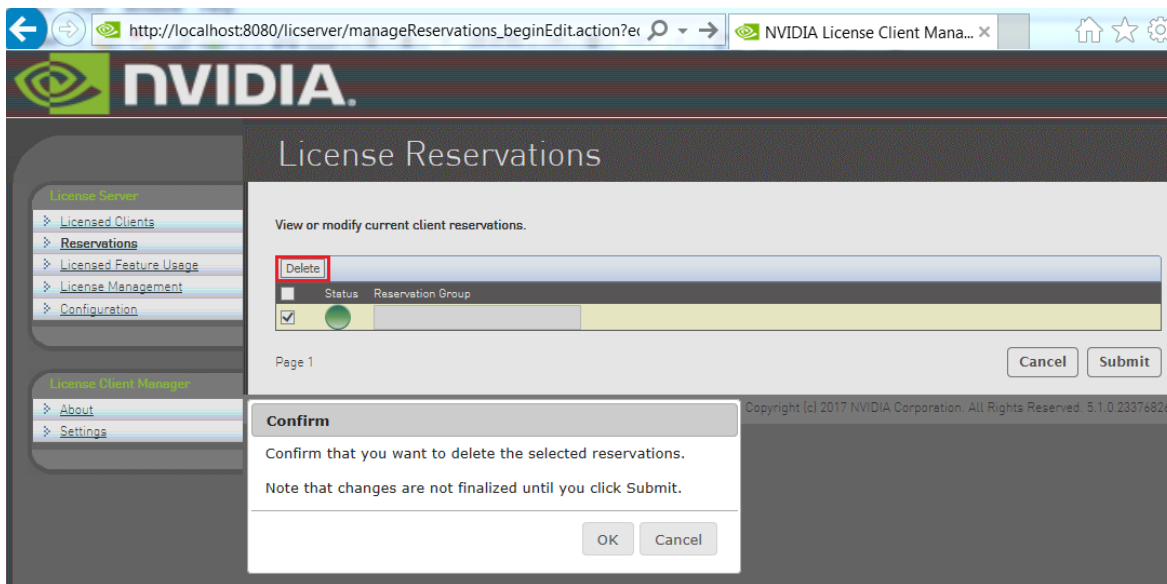 http://localhost:8080/licserver/manageReservations_beginEdit.action?e
NVIDIA License Client Mana...
NVIDIA.
License Reservations
License Server
Licensed Clients
Reservations
Licensed Feature Usage
License Management
Configuration
View or modify current client reservations.
Delete
Status Reservation Group
Page 1
Cancel Submit
License Client Manager
About
Settings
Copyright (c) 2017 NVIDIA Corporation. All Rights Reserved. 5.1.0.2337682
Confirm
Confirm that you want to delete the selected reservations.
Note that changes are not finalized until you click Submit.
OK Cancel